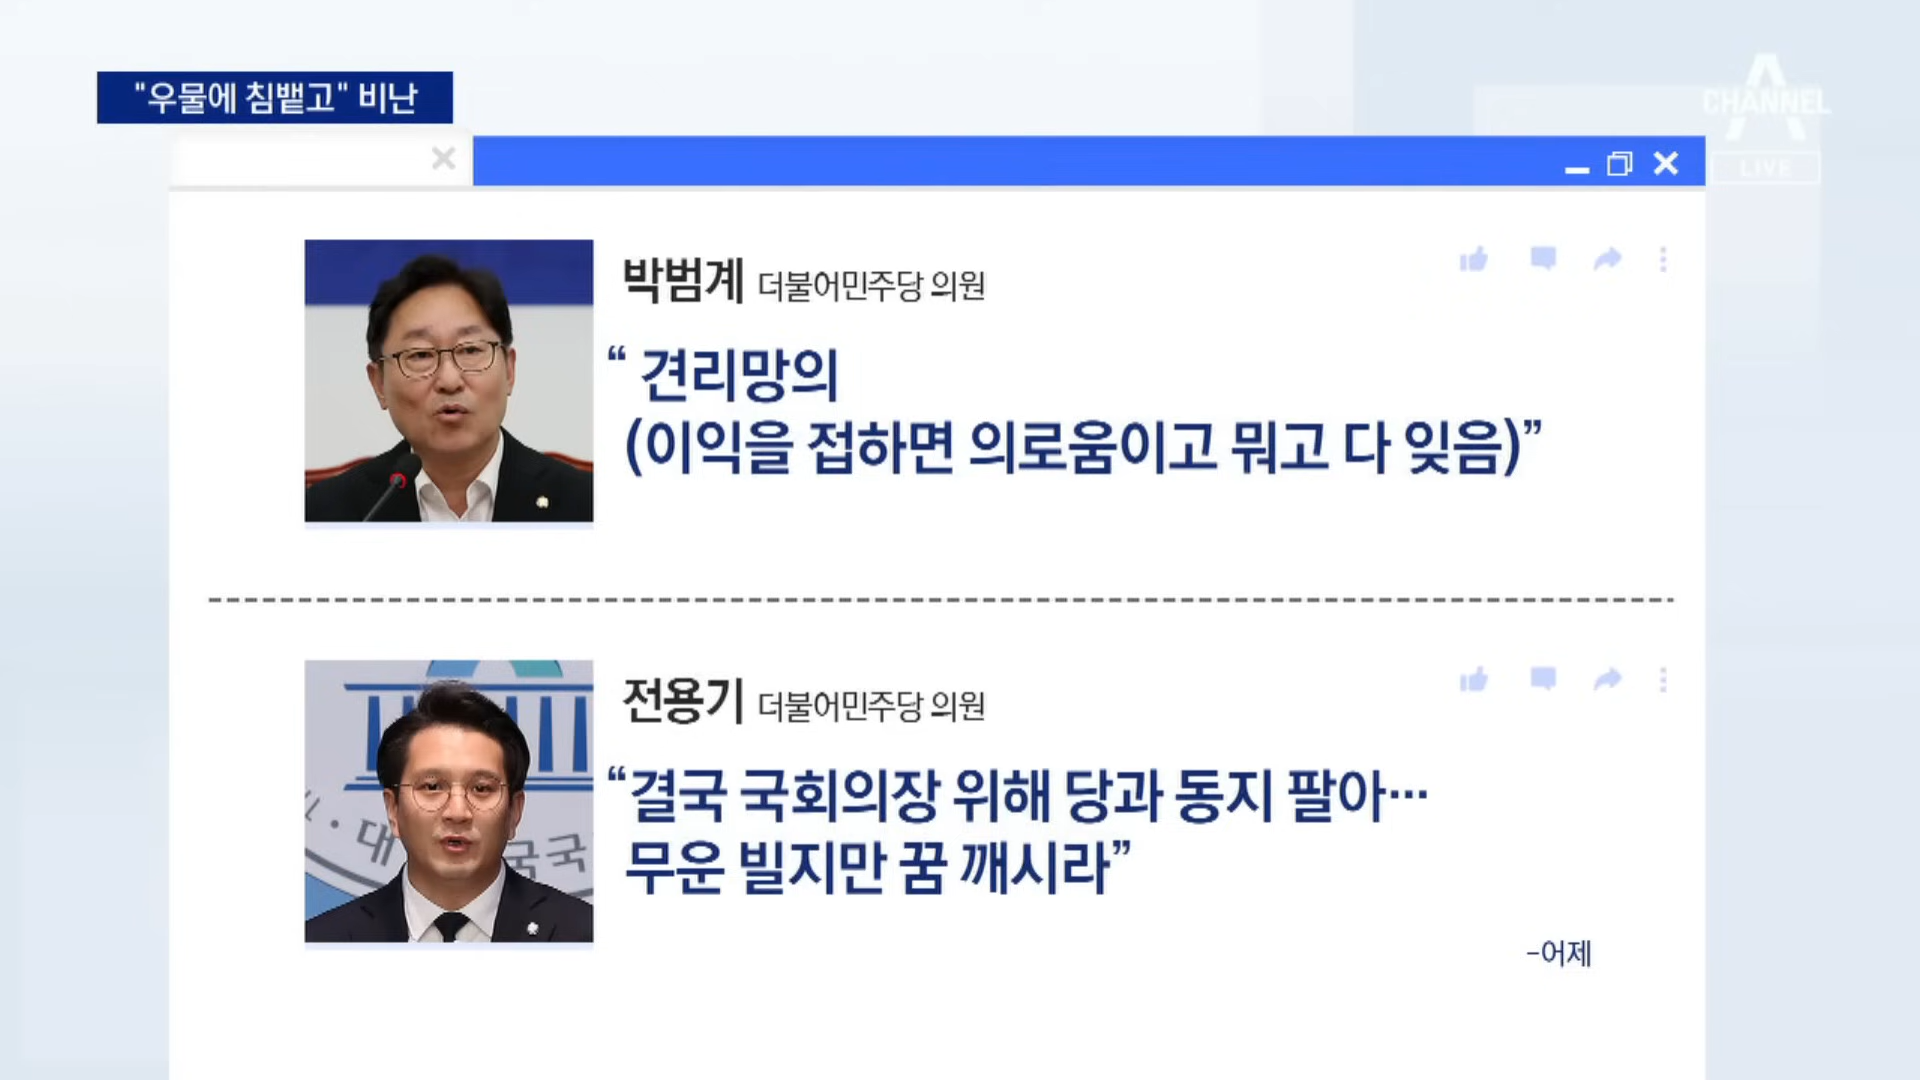 "우물에 침뱉고" 비난
CHANNEL A
LIVE
박범계 더불어민주당 의원
“ 견리망의
(이익을 접하면 의로움이고 뭐고 다 잊음)”
전용기 더불어민주당 의원
“결국 국회의장 위해 당과 동지 팔아…
무운 빌지만 꿈 깨시라”
-어제